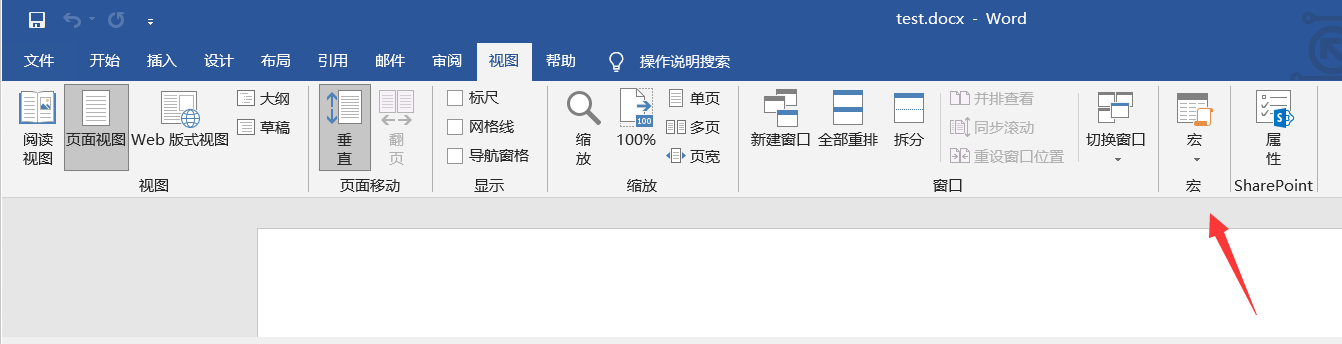 test.docx - Word
文件 开始 插入 设计 布局 引用 邮件 审阅 视图 帮助 操作说明搜索
阅读
视图
页面视图
Web 版式视图
大纲
草稿
视图
垂
直
翻
页
页面移动
标尺
网格线
导航窗格
显示
缩
放
100
100%
单页
多页
页宽
缩放
新建窗口
全部重排
拆分
并排查看
同步滚动
重设窗口位置
切换窗口
窗口
宏
宏
S
属
性
SharePoint